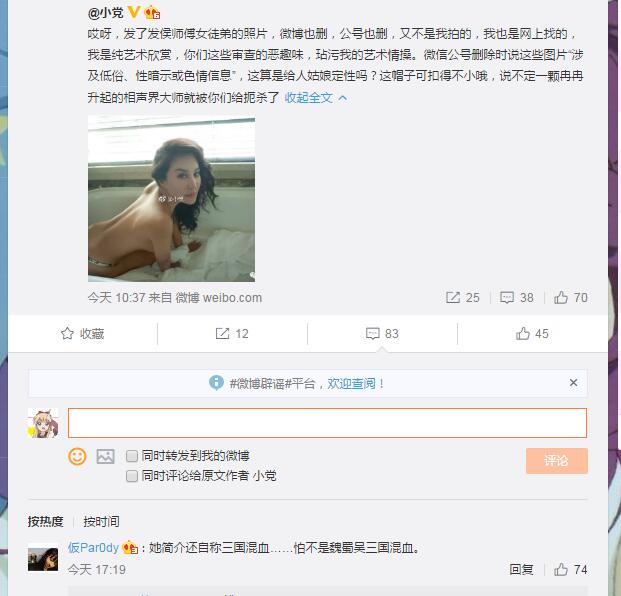 @小党
哎呀，发了发侯师傅女徒弟的照片，微博也删，公号也删，又不是我拍的，我也是网上找的，
我是纯艺术欣赏，你们这些审查的恶趣味，玷污我的艺术情操。微信公号删除时说这些图片“涉
及低俗、性暗示或色情信息”，这算是给人姑娘定性吗？这帽子可扣得不小哦，说不定一颗冉冉
升起的相声界大师就被你们给扼杀了 收起全文
今天 10:37 来自 微博 weibo.com
25 38 70
收藏 12 83 45
#微博辟谣#平台，欢迎查阅！ ×
同时转发到我的微博
评论
同时评论给原文作者 小党
按热度 按时间
仮Par0dy：她简介还自称三国混血……怕不是魏蜀吴三国混血。
今天 17:19 回复 74